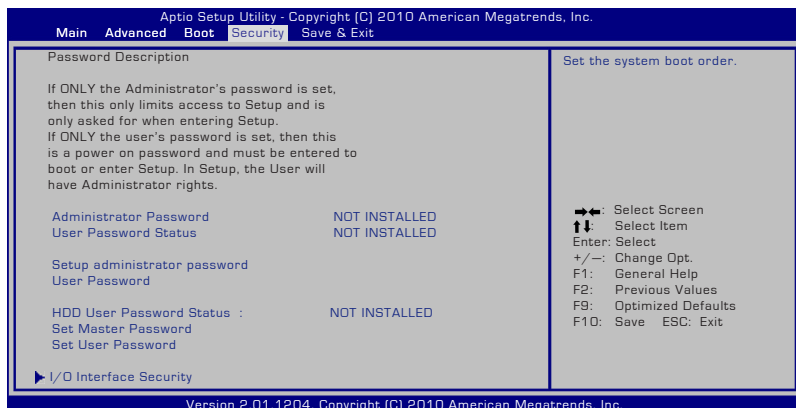 Aptio Setup Utility - Copyright (C) 2010 American Megatrends, Inc.
Main Advanced Boot Security Save & Exit
Password Description
If ONLY the Administrator's password is set,
then this only limits access to Setup and is
only asked for when entering Setup.
If ONLY the user's password is set, then this
is a power on password and must be entered to
boot or enter Setup. In Setup, the User will
have Administrator rights.
Administrator Password NOT INSTALLED
User Password Status NOT INSTALLED
Setup administrator password
User Password
HDD User Password Status : NOT INSTALLED
Set Master Password
Set User Password
I/O Interface Security
Set the system boot order.
→←: Select Screen
↑↓: Select Item
Enter: Select
+/—: Change Opt.
F1: General Help
F2: Previous Values
F9: Optimized Defaults
F10: Save ESC: Exit
Version 2.01.1204. Copyright (C) 2010 American Megatrends, Inc.